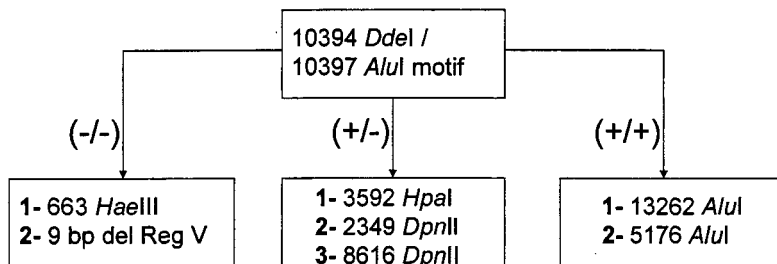 10394 DdeI /
10397 AluI motif
(-/-)
(+/-)
(+/+)
1- 663 HaeIII
2- 9 bp del Reg V
1- 3592 HpaI
2- 2349 DpnII
3- 8616 DpnII
1- 13262 AluI
2- 5176 AluI